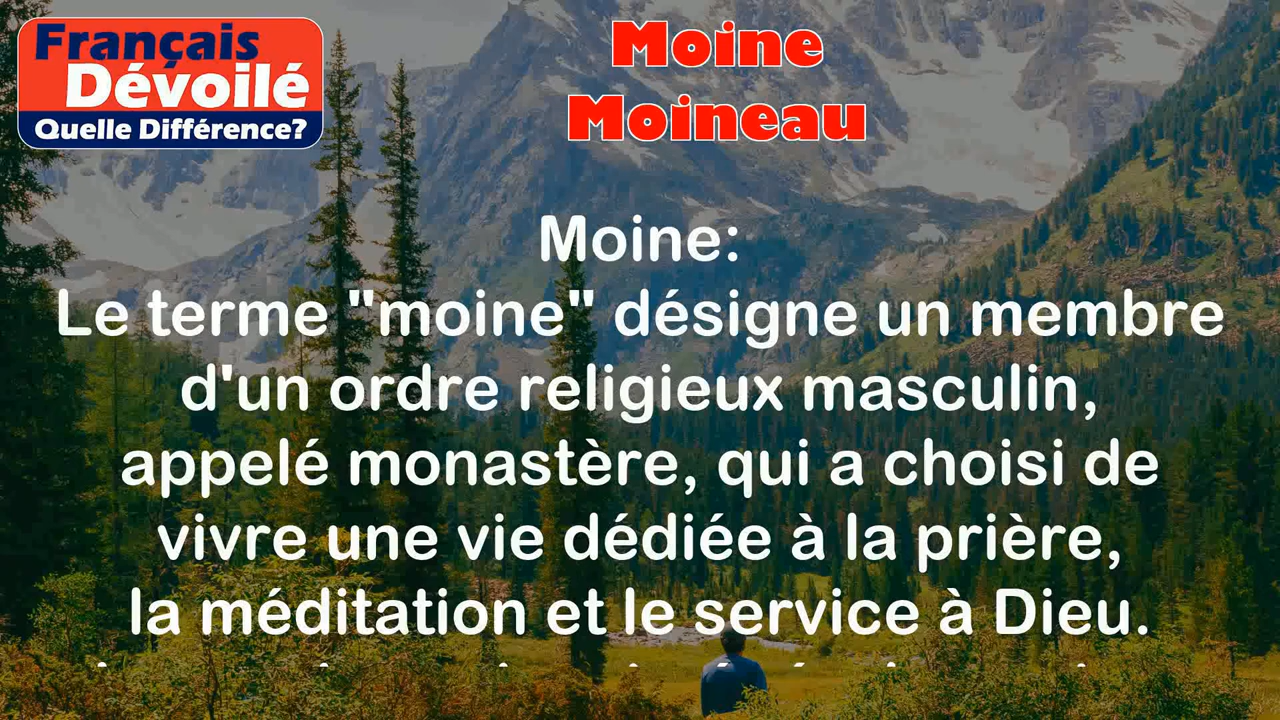 Français
Dévoilé
Quelle Différence?
Moine
Moineau
Moine:
Le terme "moine" désigne un membre
d'un ordre religieux masculin,
appelé monastère, qui a choisi de
vivre une vie dédiée à la prière,
la méditation et le service à Dieu.